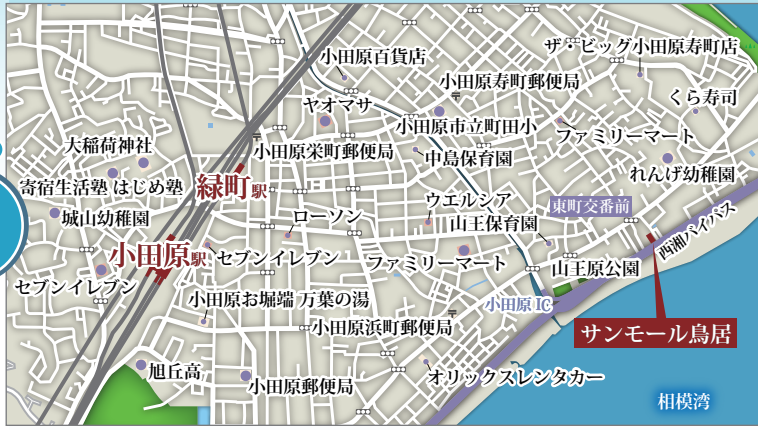 小田原百貨店
ザ・ビッグ小田原寿町店
小田原寿町郵便局
くら寿司
ヤオマサ
小田原市立町田小
ファミリーマート
大稲荷神社
小田原栄町郵便局
中島保育園
れんげ幼稚園
寄宿生活塾 はじめ塾
緑町駅
ウエルシア
東町交番前
城山幼稚園
ローソン
山王保育園
西湘バイパス
小田原駅
セブンイレブン
ファミリーマート
山王原公園
セブンイレブン
小田原お堀端 万葉の湯
小田原IC
小田原浜町郵便局
サンモール鳥居
旭丘高
小田原郵便局
オリックスレンタカー
相模湾